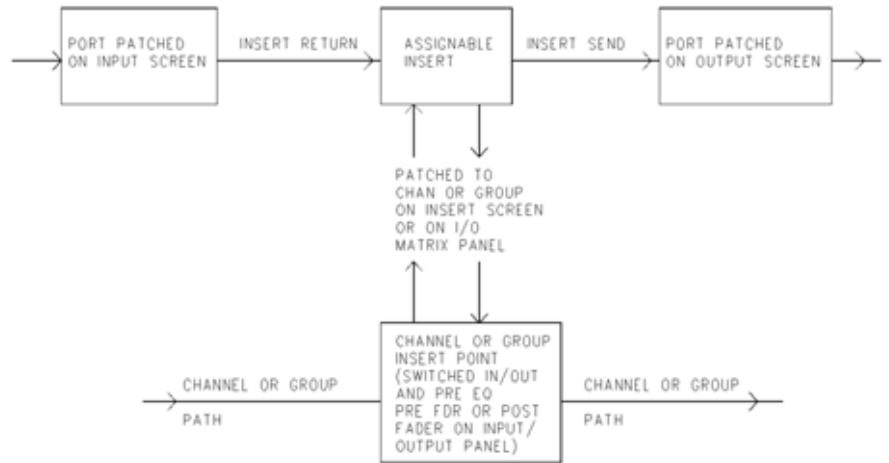 PORT PATCHED
ON INPUT SCREEN
INSERT RETURN
ASSIGNABLE
INSERT
INSERT SEND
PORT PATCHED
ON OUTPUT SCREEN
PATCHED TO
CHAN OR GROUP
ON INSERT SCREEN
OR ON I/O
MATRIX PANEL
CHANNEL OR GROUP
PATH
CHANNEL OR GROUP
INSERT POINT
(SWITCHED IN/OUT
AND PRE EQ
PRE FDR OR POST
FADER ON INPUT/
OUTPUT PANEL)
CHANNEL OR GROUP
PATH